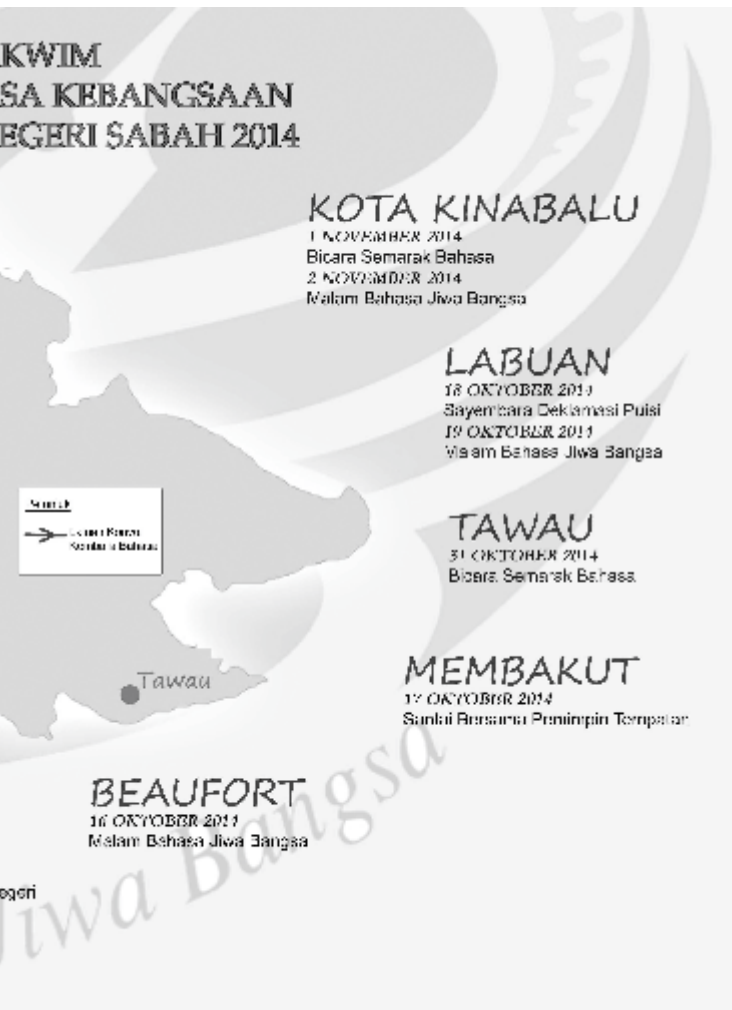 KWIM
SA KEBANGSAAN
EGERI SABAH 2014
KOTA KINABALU
1 NOVEMBER 2014
Bicara Semarak Bahasa
2 NOVEMBER 2014
Malam Bahasa Jiwa Bangsa
LABUAN
18 OKTOBER 2014
Sayembara Deklamasi Puisi
19 OKTOBER 2014
Malam Bahasa Jiwa Bangsa
TAWAU
31 OKTOBER 2014
Bicara Semarak Bahasa
Kembara Bahasa
Tawau
MEMBAKUT
17 OKTOBER 2014
Santai Bersama Pemimpin Tempatan
BEAUFORT
16 OKTOBER 2014
Malam Bahasa Jiwa Bangsa
egeri
Jiwa Bangsa